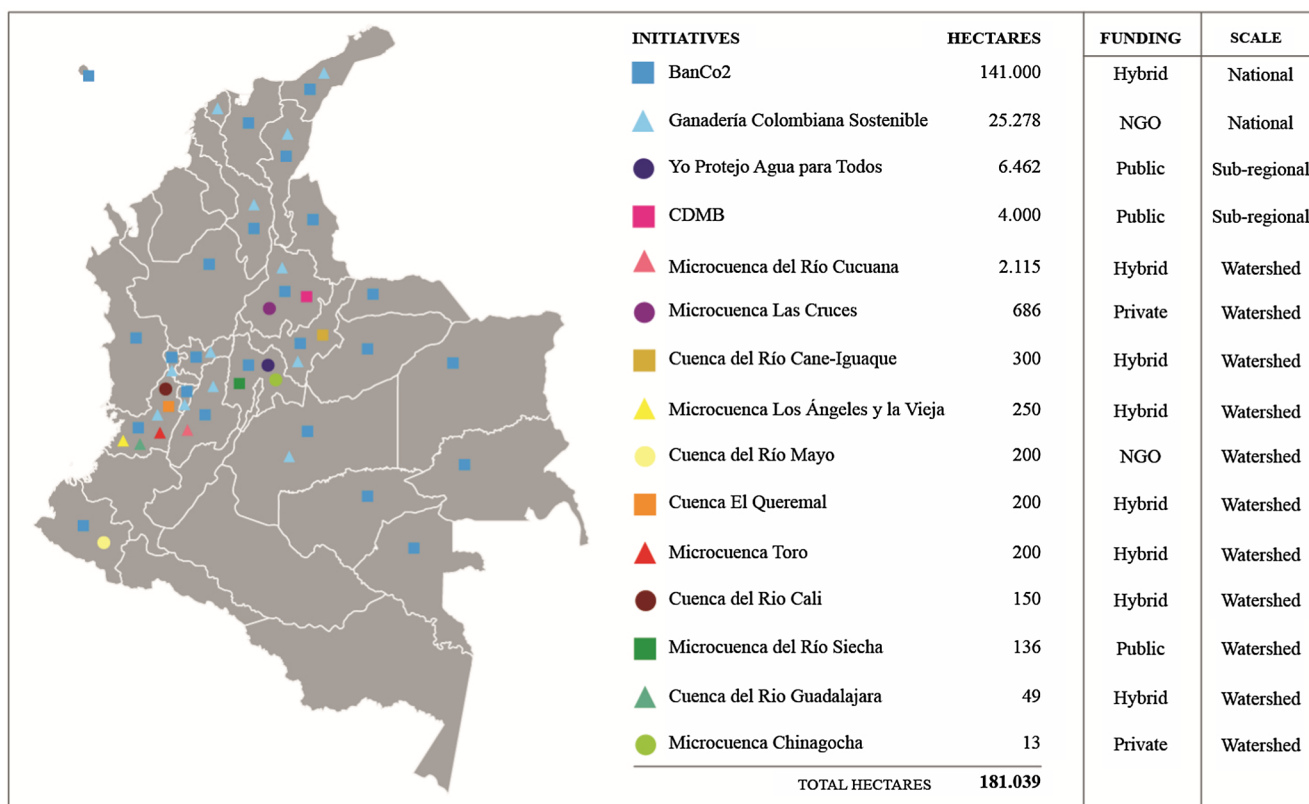 INITIATIVES HECTARES FUNDING SCALE
BanCo2 141.000 Hybrid National
Ganadería Colombiana Sostenible 25.278 NGO National
Yo Protejo Agua para Todos 6.462 Public Sub-regional
CDMB 4.000 Public Sub-regional
Microcuenca del Río Cucuana 2.115 Hybrid Watershed
Microcuenca Las Cruces 686 Private Watershed
Cuenca del Río Cane-Iguaque 300 Hybrid Watershed
Microcuenca Los Ángeles y la Vieja 250 Hybrid Watershed
Cuenca del Río Mayo 200 NGO Watershed
Cuenca El Queremal 200 Hybrid Watershed
Microcuenca Toro 200 Hybrid Watershed
Cuenca del Rio Cali 150 Hybrid Watershed
Microcuenca del Río Siecha 136 Public Watershed
Cuenca del Rio Guadalajara 49 Hybrid Watershed
Microcuenca Chinagocha 13 Private Watershed
TOTAL HECTARES 181.039